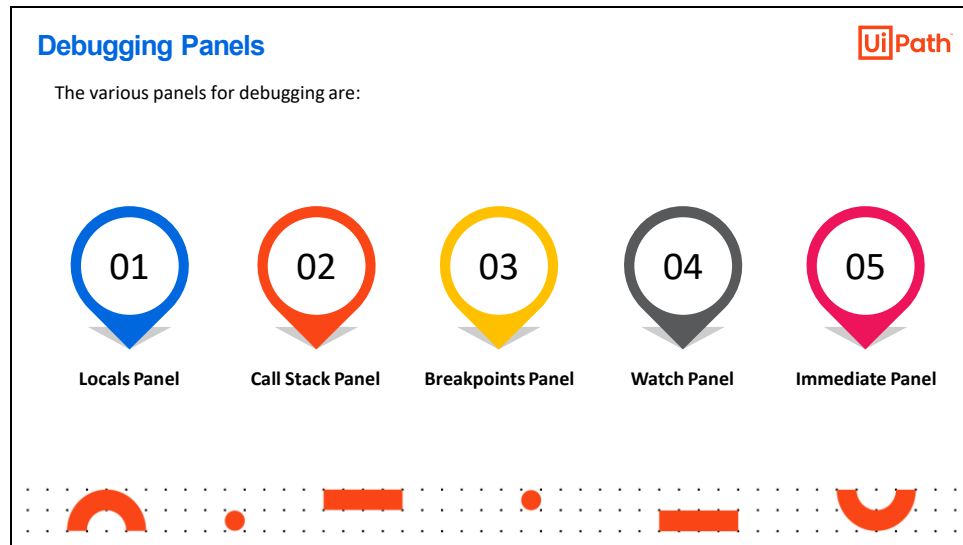 Debugging Panels
UiPath
The various panels for debugging are:
01
02
03
04
05
Locals Panel
Call Stack Panel
Breakpoints Panel
Watch Panel
Immediate Panel